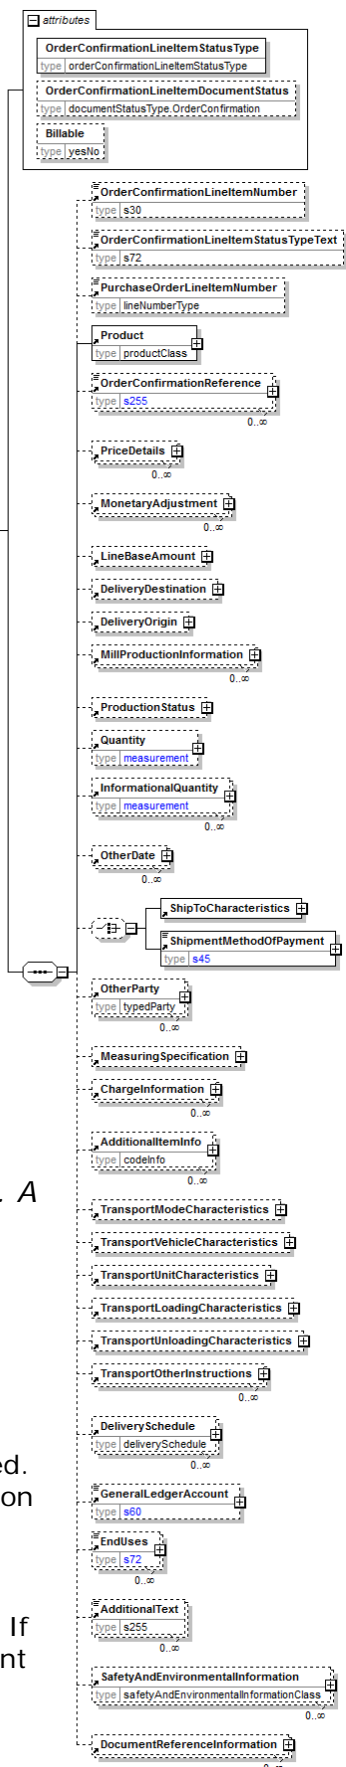 attributes
OrderConfirmationLineItemStatusType
type orderConfirmationLineItemStatusType
OrderConfirmationLineItemDocumentStatus
type documentStatusType.OrderConfirmation
Billable
type yesNo
OrderConfirmationLineItemNumber
type s30
OrderConfirmationLineItemStatusTypeText
type s72
PurchaseOrderLineItemNumber
type lineNumberType
Product
type productClass
OrderConfirmationReference
type s255
0..∞
PriceDetails
0..∞
MonetaryAdjustment
0..∞
LineBaseAmount
DeliveryDestination
DeliveryOrigin
MillProductionInformation
0..∞
ProductionStatus
Quantity
type measurement
InformationalQuantity
type measurement
0..∞
OtherDate
0..∞
ShipToCharacteristics
ShipmentMethodOfPayment
type s45
OtherParty
type typedParty
0..∞
MeasuringSpecification
ChargeInformation
0..∞
AdditionalItemInfo
type codeInfo
0..∞
. A
TransportModeCharacteristics
TransportVehicleCharacteristics
TransportUnitCharacteristics
TransportLoadingCharacteristics
TransportUnloadingCharacteristics
TransportOtherInstructions
0..∞
DeliverySchedule
type deliverySchedule
0..∞
ed.
on
GeneralLedgerAccount
type s60
EndUses
type s72
0..∞
AdditionalText
type s255
0..∞
If
nt
SafetyAndEnvironmentalInformation
type safetyAndEnvironmentalInformationClass
0..∞
DocumentReferenceInformation